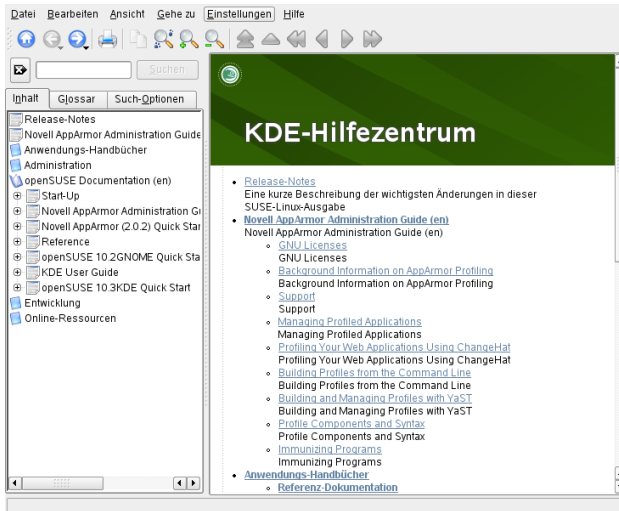 Datei Bearbeiten Ansicht Gehe zu Einstellungen Hilfe
Suchen
Inhalt Glossar Such-Optionen
Release-Notes
Novell AppArmor Administration Guide
Anwendungs-Handbücher
Administration
openSUSE Documentation (en)
Start-Up
Novell AppArmor Administration Gu
Novell AppArmor (2.0.2) Quick Star
Reference
openSUSE 10.2GNOME Quick Sta
KDE User Guide
openSUSE 10.3KDE Quick Start
Entwicklung
Online-Ressourcen
KDE-Hilfezentrum
Release-Notes
Eine kurze Beschreibung der wichtigsten Änderungen in dieser
SUSE-Linux-Ausgabe
Novell AppArmor Administration Guide (en)
Novell AppArmor Administration Guide (en)
GNU Licenses
GNU Licenses
Background Information on AppArmor Profiling
Background Information on AppArmor Profiling
Support
Support
Managing Profiled Applications
Managing Profiled Applications
Profiling Your Web Applications Using ChangeHat
Profiling Your Web Applications Using ChangeHat
Building Profiles from the Command Line
Building Profiles from the Command Line
Building and Managing Profiles with YaST
Building and Managing Profiles with YaST
Profile Components and Syntax
Profile Components and Syntax
Immunizing Programs
Immunizing Programs
Anwendungs-Handbücher
Referenz-Dokumentation